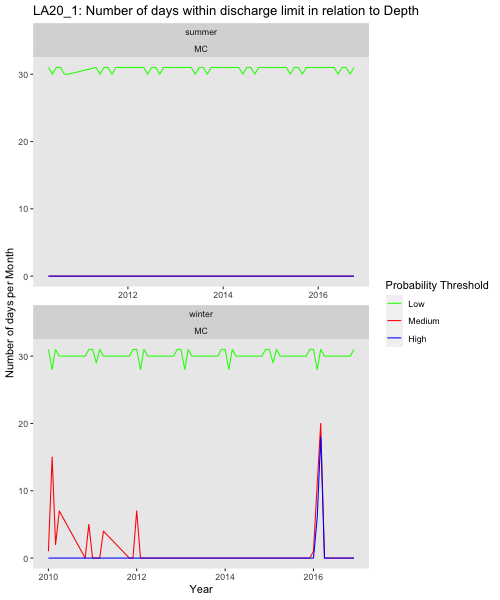 LA20_1: Number of days within discharge limit in relation to Depth
summer
MC
30
20
10
0
2012 2014 2016
winter
MC
30
20
10
0
2010 2012 2014 2016
Year
Number of days per Month
Probability Threshold
Low
Medium
High